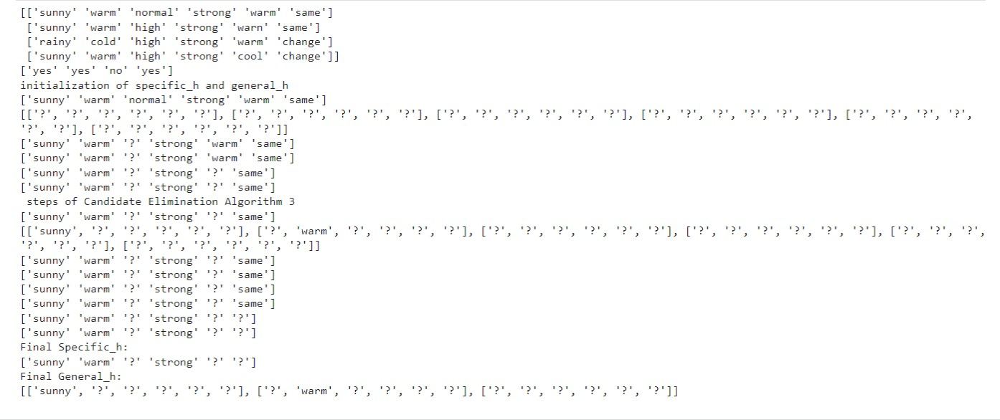 [['sunny' 'warm' 'normal' 'strong' 'warm' 'same']
 ['sunny' 'warm' 'high' 'strong' 'warn' 'same']
 ['rainy' 'cold' 'high' 'strong' 'warm' 'change']
 ['sunny' 'warm' 'high' 'strong' 'cool' 'change']]
['yes' 'yes' 'no' 'yes']
initialization of specific_h and general_h
['sunny' 'warm' 'normal' 'strong' 'warm' 'same']
[['?', '?', '?', '?', '?', '?'], ['?', '?', '?', '?', '?', '?'], ['?', '?', '?', '?', '?', '?'], ['?', '?', '?', '?', '?', '?'], ['?', '?', '?', '?',
'?', '?'], ['?', '?', '?', '?', '?', '?']]
['sunny' 'warm' '?' 'strong' 'warm' 'same']
['sunny' 'warm' '?' 'strong' 'warm' 'same']
['sunny' 'warm' '?' 'strong' '?' 'same']
['sunny' 'warm' '?' 'strong' '?' 'same']
 steps of Candidate Elimination Algorithm 3
['sunny' 'warm' '?' 'strong' '?' 'same']
[['sunny', '?', '?', '?', '?', '?'], ['?', 'warm', '?', '?', '?', '?'], ['?', '?', '?', '?', '?', '?'], ['?', '?', '?', '?', '?', '?'], ['?', '?', '?',
'?', '?', '?'], ['?', '?', '?', '?', '?', '?']]
['sunny' 'warm' '?' 'strong' '?' 'same']
['sunny' 'warm' '?' 'strong' '?' 'same']
['sunny' 'warm' '?' 'strong' '?' 'same']
['sunny' 'warm' '?' 'strong' '?' 'same']
['sunny' 'warm' '?' 'strong' '?' '?']
['sunny' 'warm' '?' 'strong' '?' '?']
Final Specific_h:
['sunny' 'warm' '?' 'strong' '?' '?']
Final General_h:
[['sunny', '?', '?', '?', '?', '?'], ['?', 'warm', '?', '?', '?', '?'], ['?', '?', '?', '?', '?', '?']]